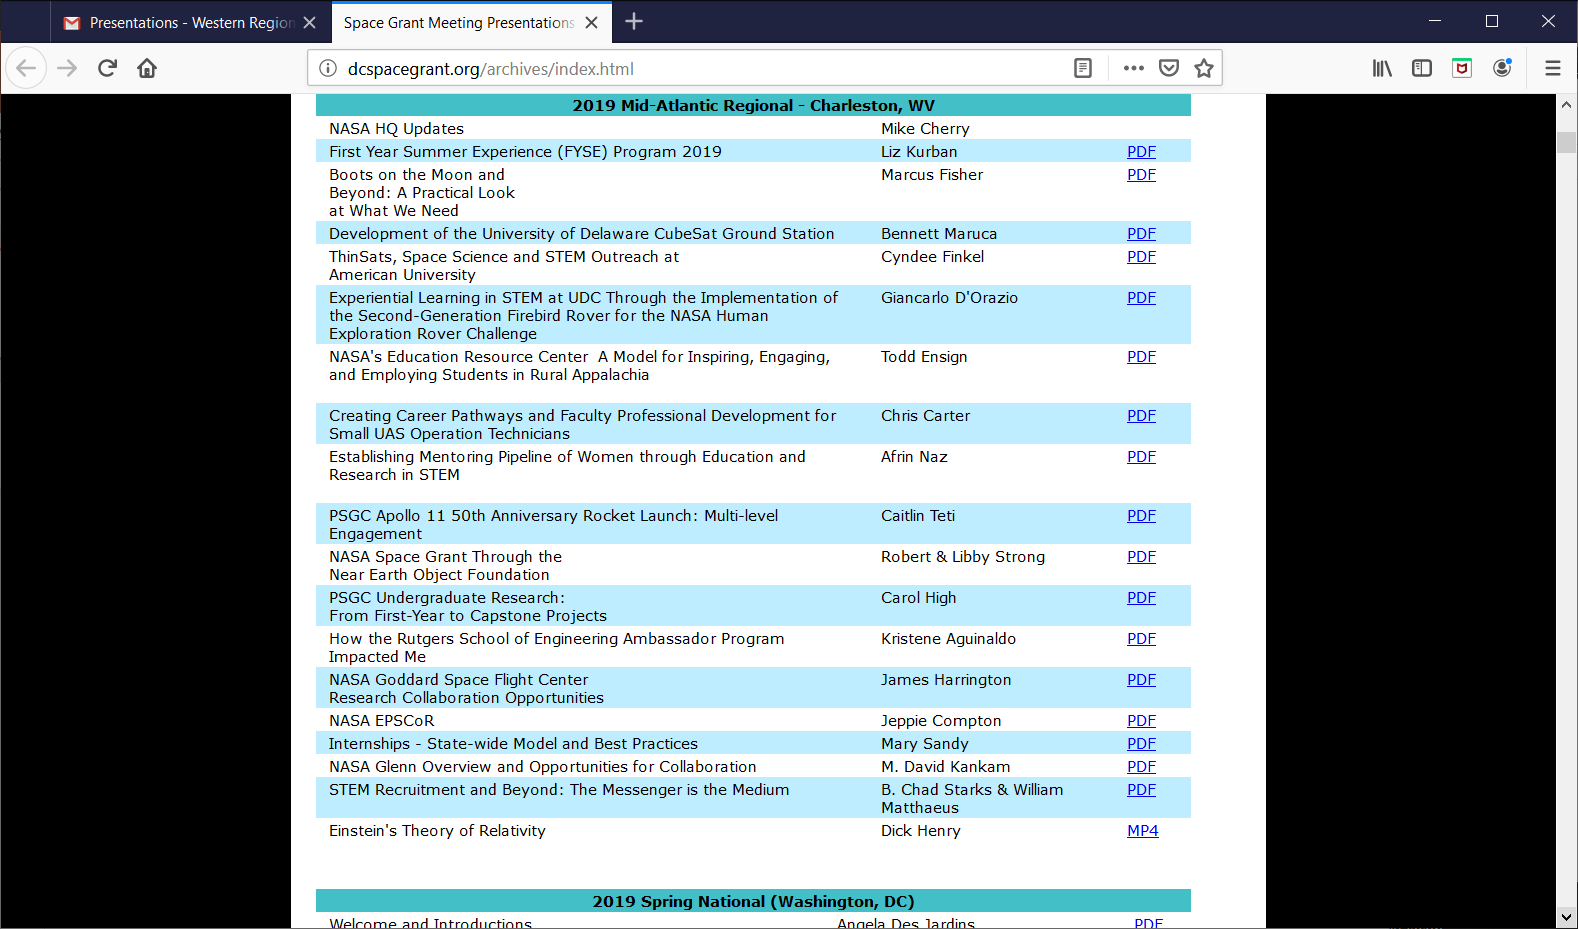 Presentations - Western Region
Space Grant Meeting Presentations
dcspacegrant.org/archives/index.html
2019 Mid-Atlantic Regional - Charleston, WV
NASA HQ Updates Mike Cherry
First Year Summer Experience (FYSE) Program 2019 Liz Kurban PDF
Boots on the Moon and Marcus Fisher PDF
Beyond: A Practical Look
at What We Need
Development of the University of Delaware CubeSat Ground Station Bennett Maruca PDF
ThinSats, Space Science and STEM Outreach at Cyndee Finkel PDF
American University
Experiential Learning in STEM at UDC Through the Implementation of Giancarlo D'Orazio PDF
the Second-Generation Firebird Rover for the NASA Human
Exploration Rover Challenge
NASA's Education Resource Center  A Model for Inspiring, Engaging, Todd Ensign PDF
and Employing Students in Rural Appalachia
Creating Career Pathways and Faculty Professional Development for Chris Carter PDF
Small UAS Operation Technicians
Establishing Mentoring Pipeline of Women through Education and Afrin Naz PDF
Research in STEM
PSGC Apollo 11 50th Anniversary Rocket Launch: Multi-level Caitlin Teti PDF
Engagement
NASA Space Grant Through the Robert & Libby Strong PDF
Near Earth Object Foundation
PSGC Undergraduate Research: Carol High PDF
From First-Year to Capstone Projects
How the Rutgers School of Engineering Ambassador Program Kristene Aguinaldo PDF
Impacted Me
NASA Goddard Space Flight Center James Harrington PDF
Research Collaboration Opportunities
NASA EPSCoR Jeppie Compton PDF
Internships - State-wide Model and Best Practices Mary Sandy PDF
NASA Glenn Overview and Opportunities for Collaboration M. David Kankam PDF
STEM Recruitment and Beyond: The Messenger is the Medium B. Chad Starks & William PDF
Matthaeus
Einstein's Theory of Relativity Dick Henry MP4
2019 Spring National (Washington, DC)
Welcome and Introductions Angela Des Jardins PDF